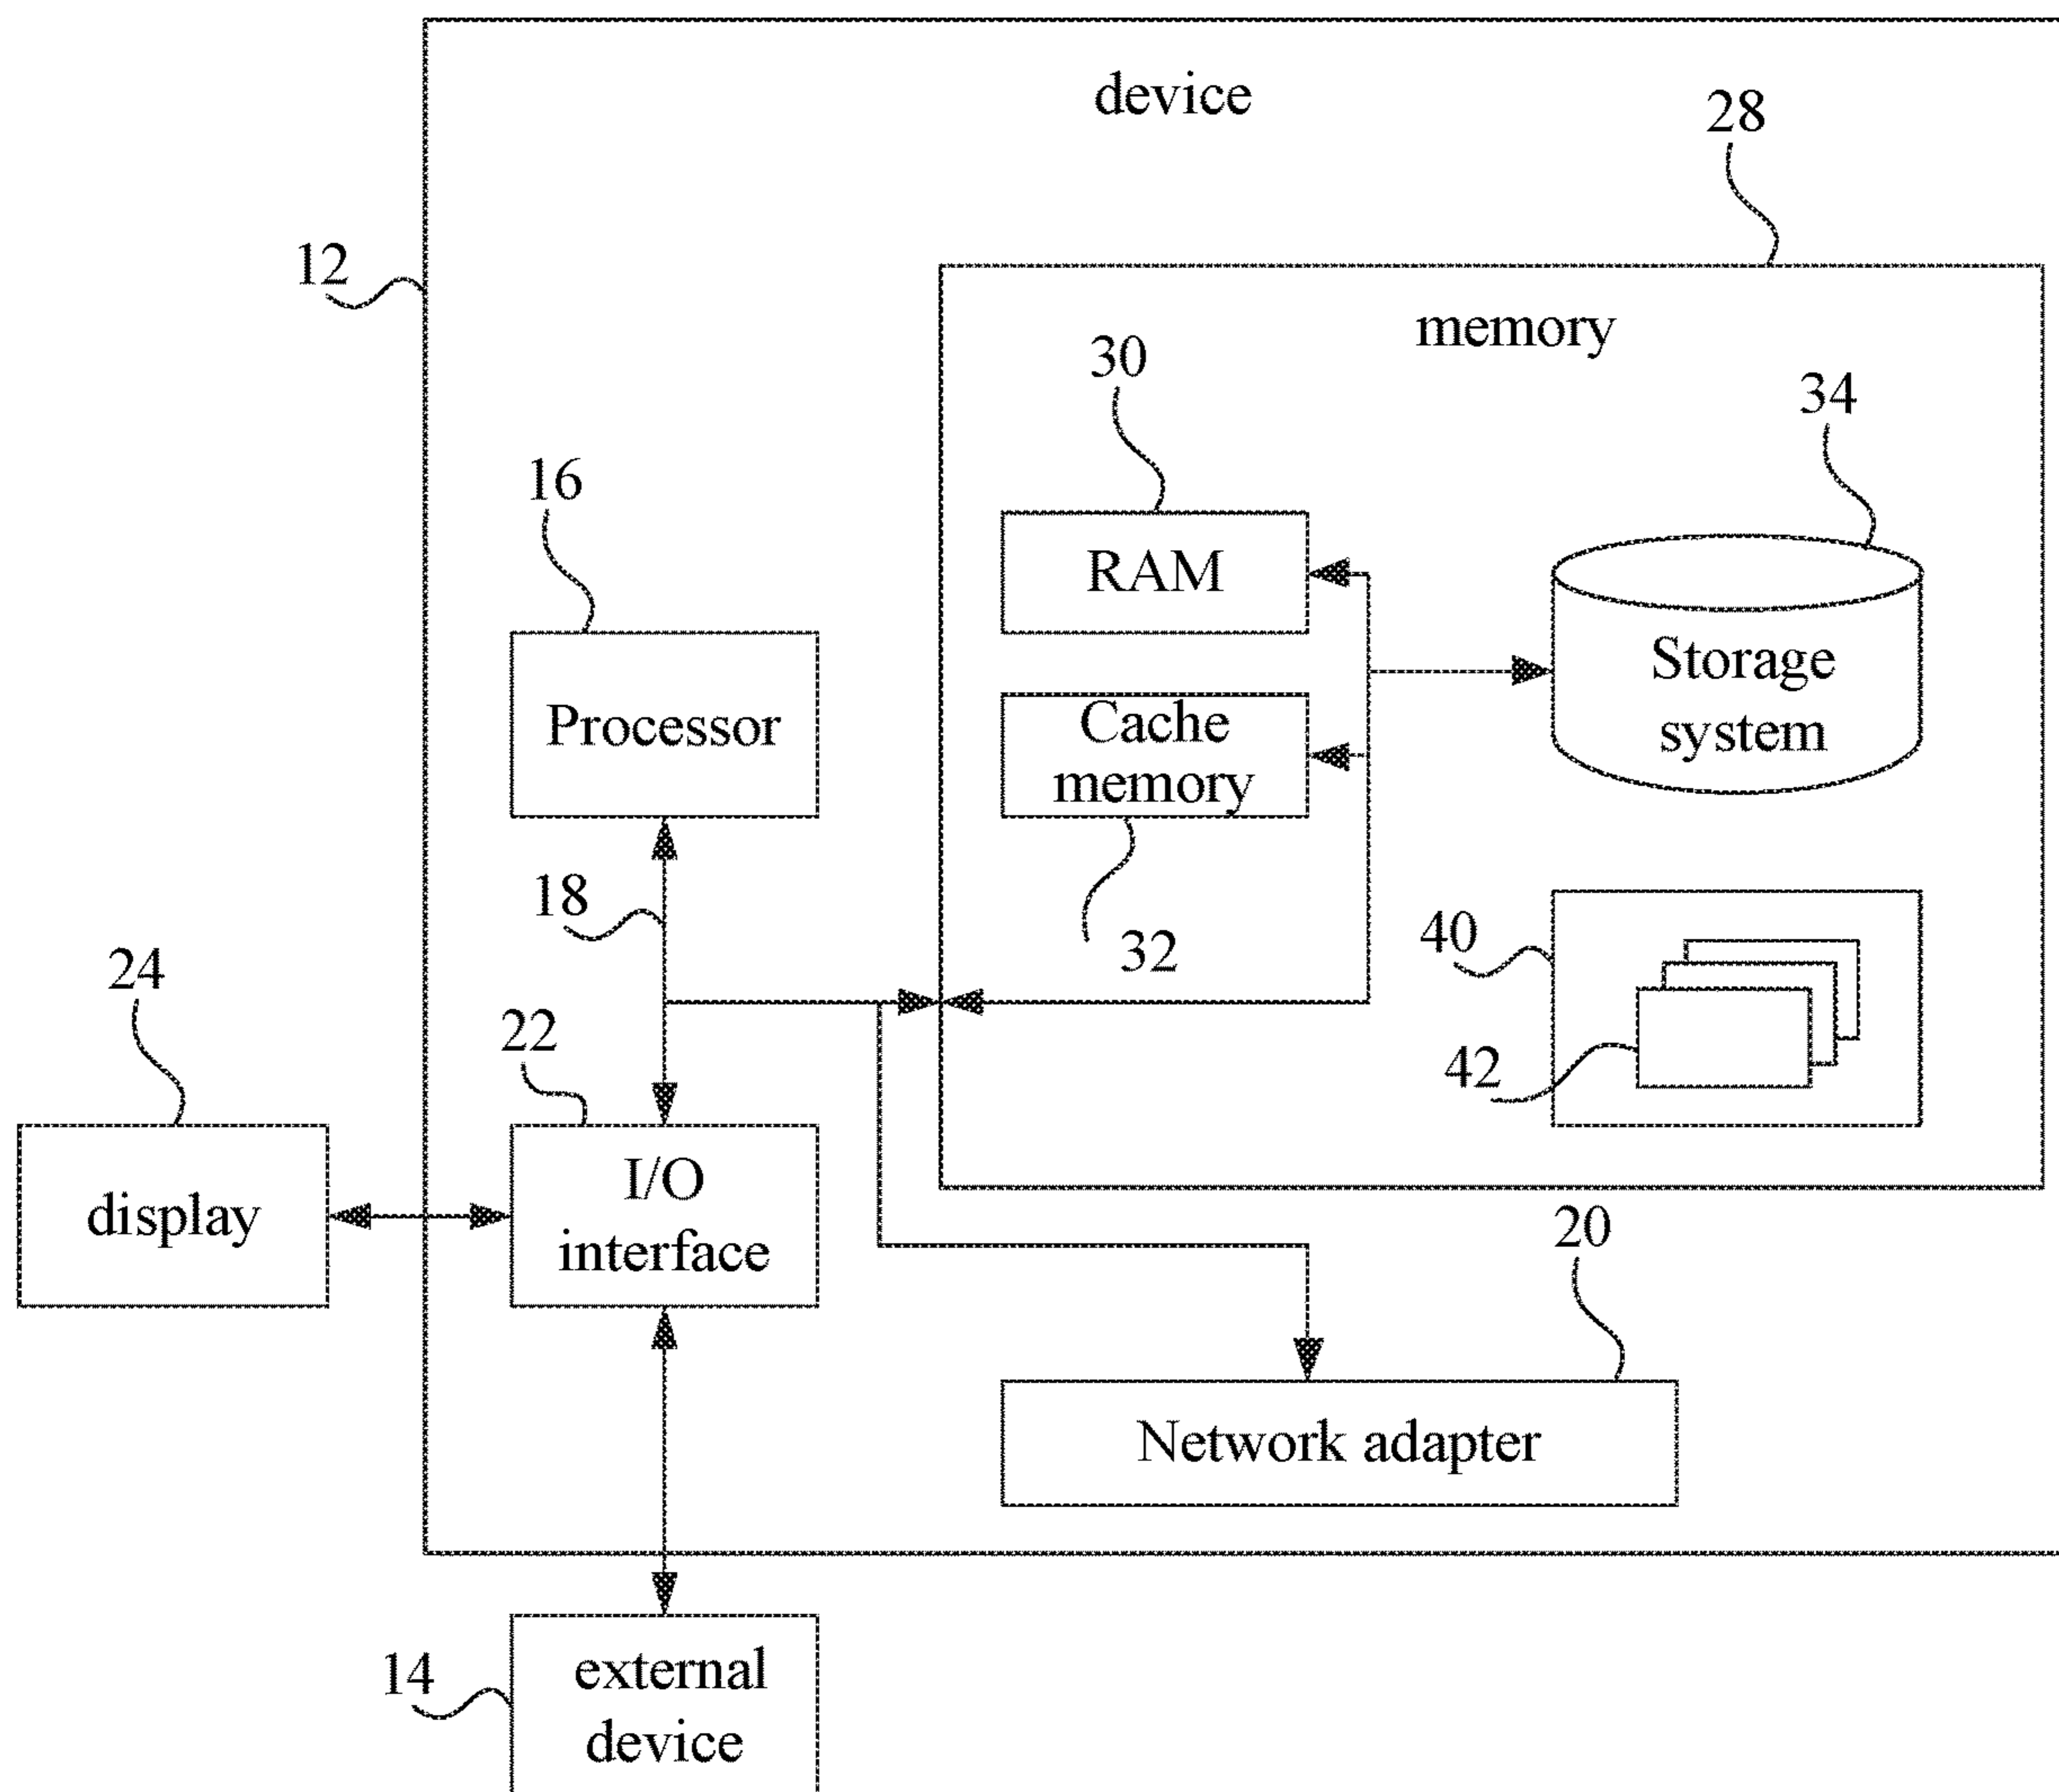 device
28
12
memory
30
34
16
RAM
Storage
system
Processor
Cache
memory
18
32
40
24
22
42
I/O
interface
display
20
Network adapter
14
external
device